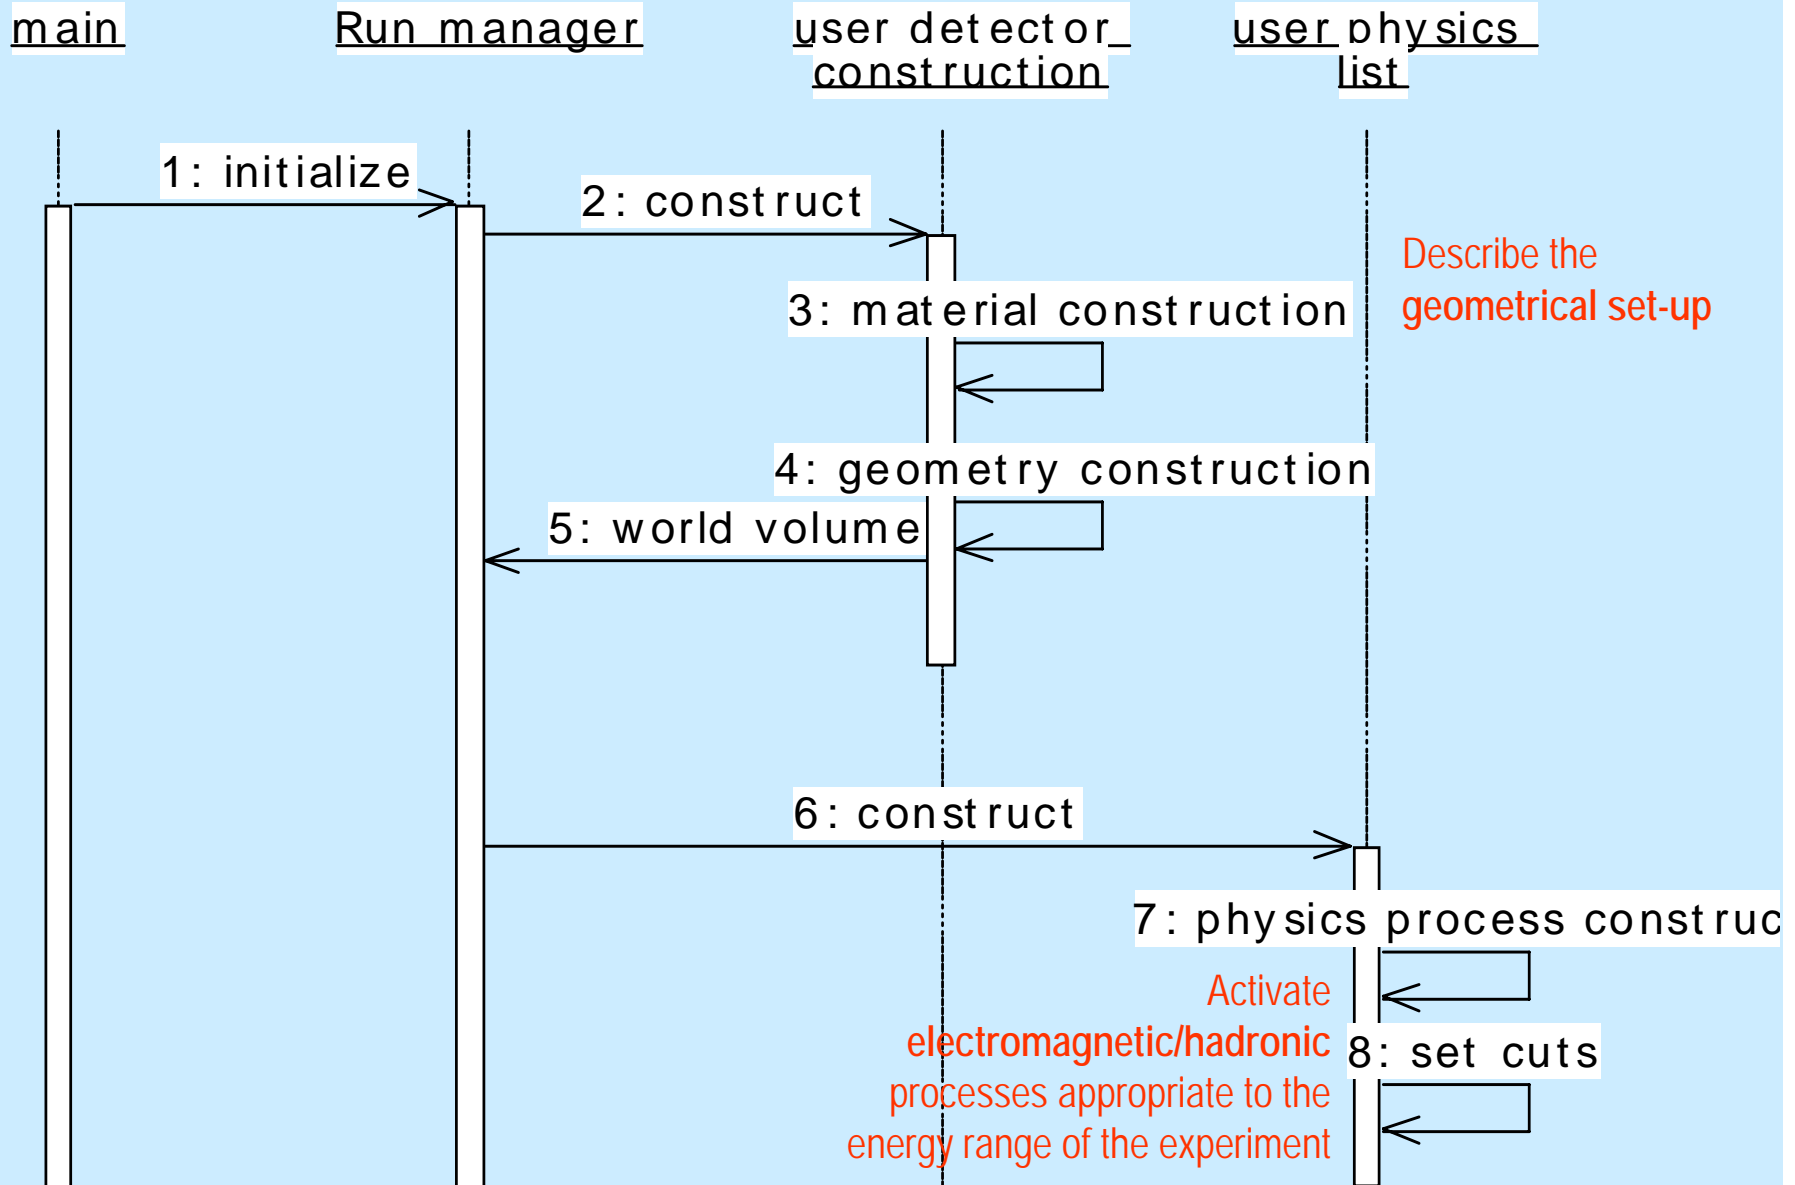 main
Run manager
user detector
construction
user physics
list
1: initialize
2: construct
Describe the
geometrical set-up
3: material construction
4: geometry construction
5: world volume
6: construct
7: physics process construc
Activate
electromagnetic/hadronic
processes appropriate to the
energy range of the experiment
8: set cuts